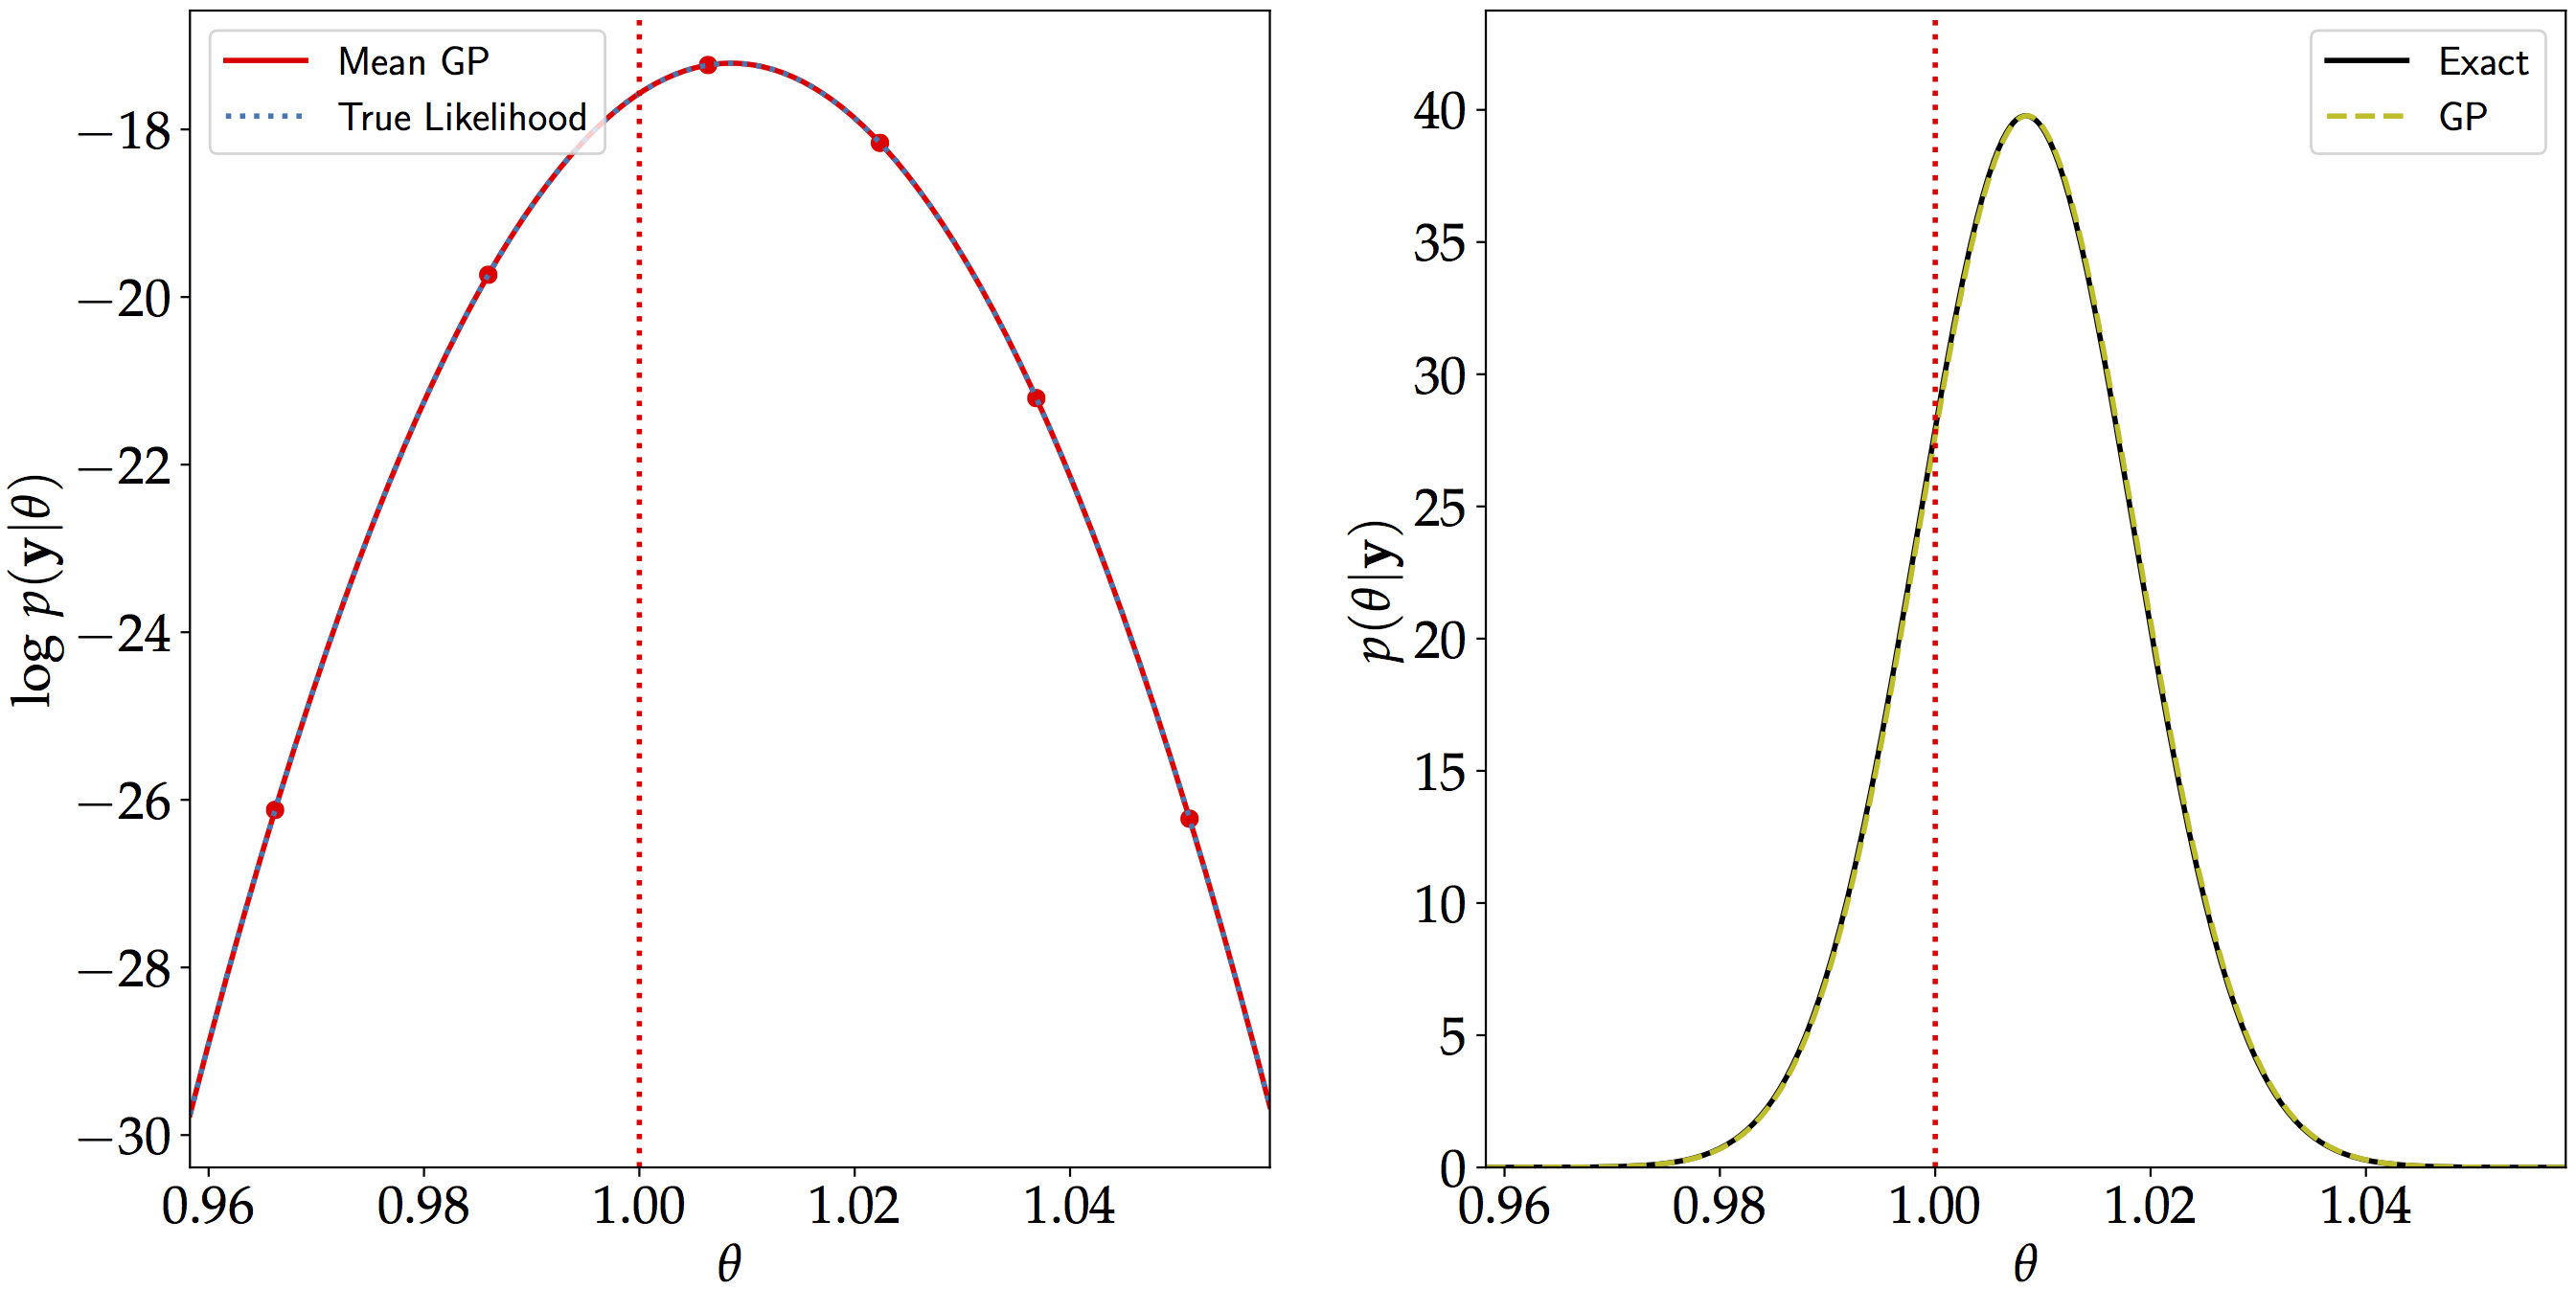 Mean GP
True Likelihood
−18
−20
−22
−24
−26
−28
−30
log p(y|θ)
0.96 0.98 1.00 1.02 1.04
θ
Exact
GP
40
35
30
25
20
15
10
5
0
p(θ|y)
0.96 0.98 1.00 1.02 1.04
θ